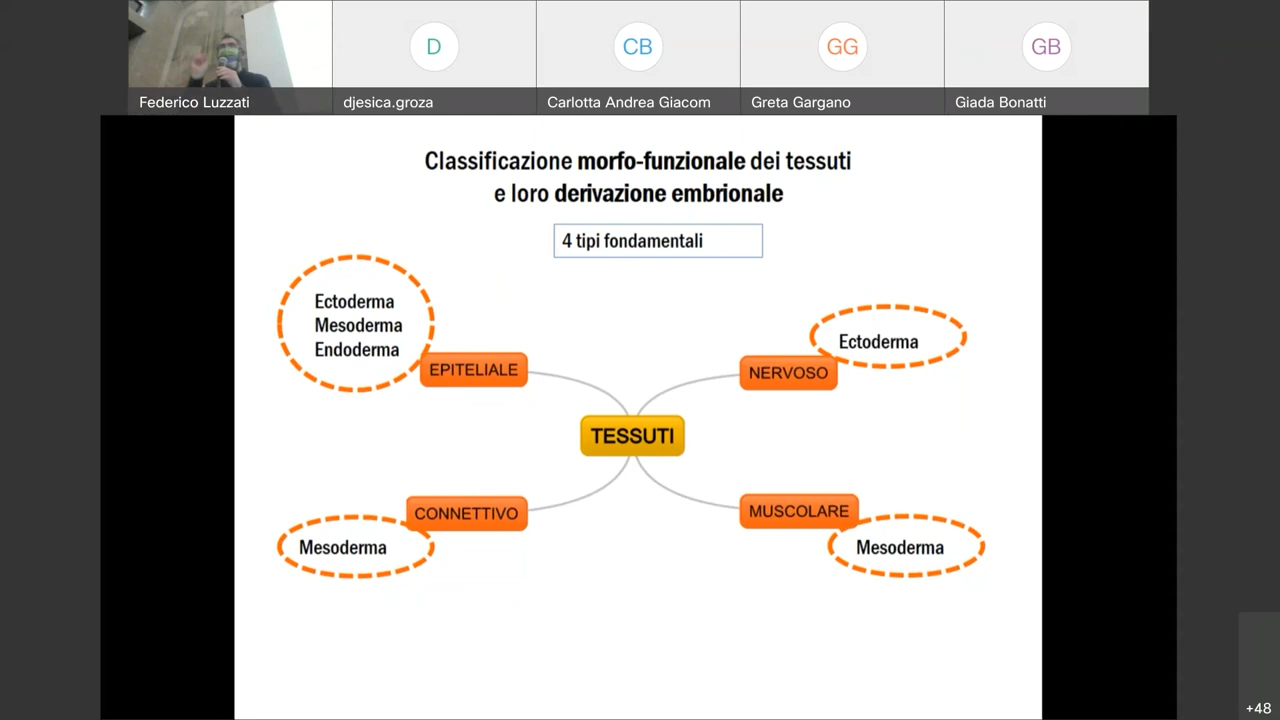 Federico Luzzati
D
djesica.groza
CB
Carlotta Andrea Giacom
GG
Greta Gargano
GB
Giada Bonatti
Classificazione morfo-funzionale dei tessuti
e loro derivazione embrionale
4 tipi fondamentali
Ectoderma
Mesoderma
Endoderma
EPITELIALE
Ectoderma
NERVOSO
TESSUTI
CONNETTIVO
Mesoderma
MUSCOLARE
Mesoderma
+48